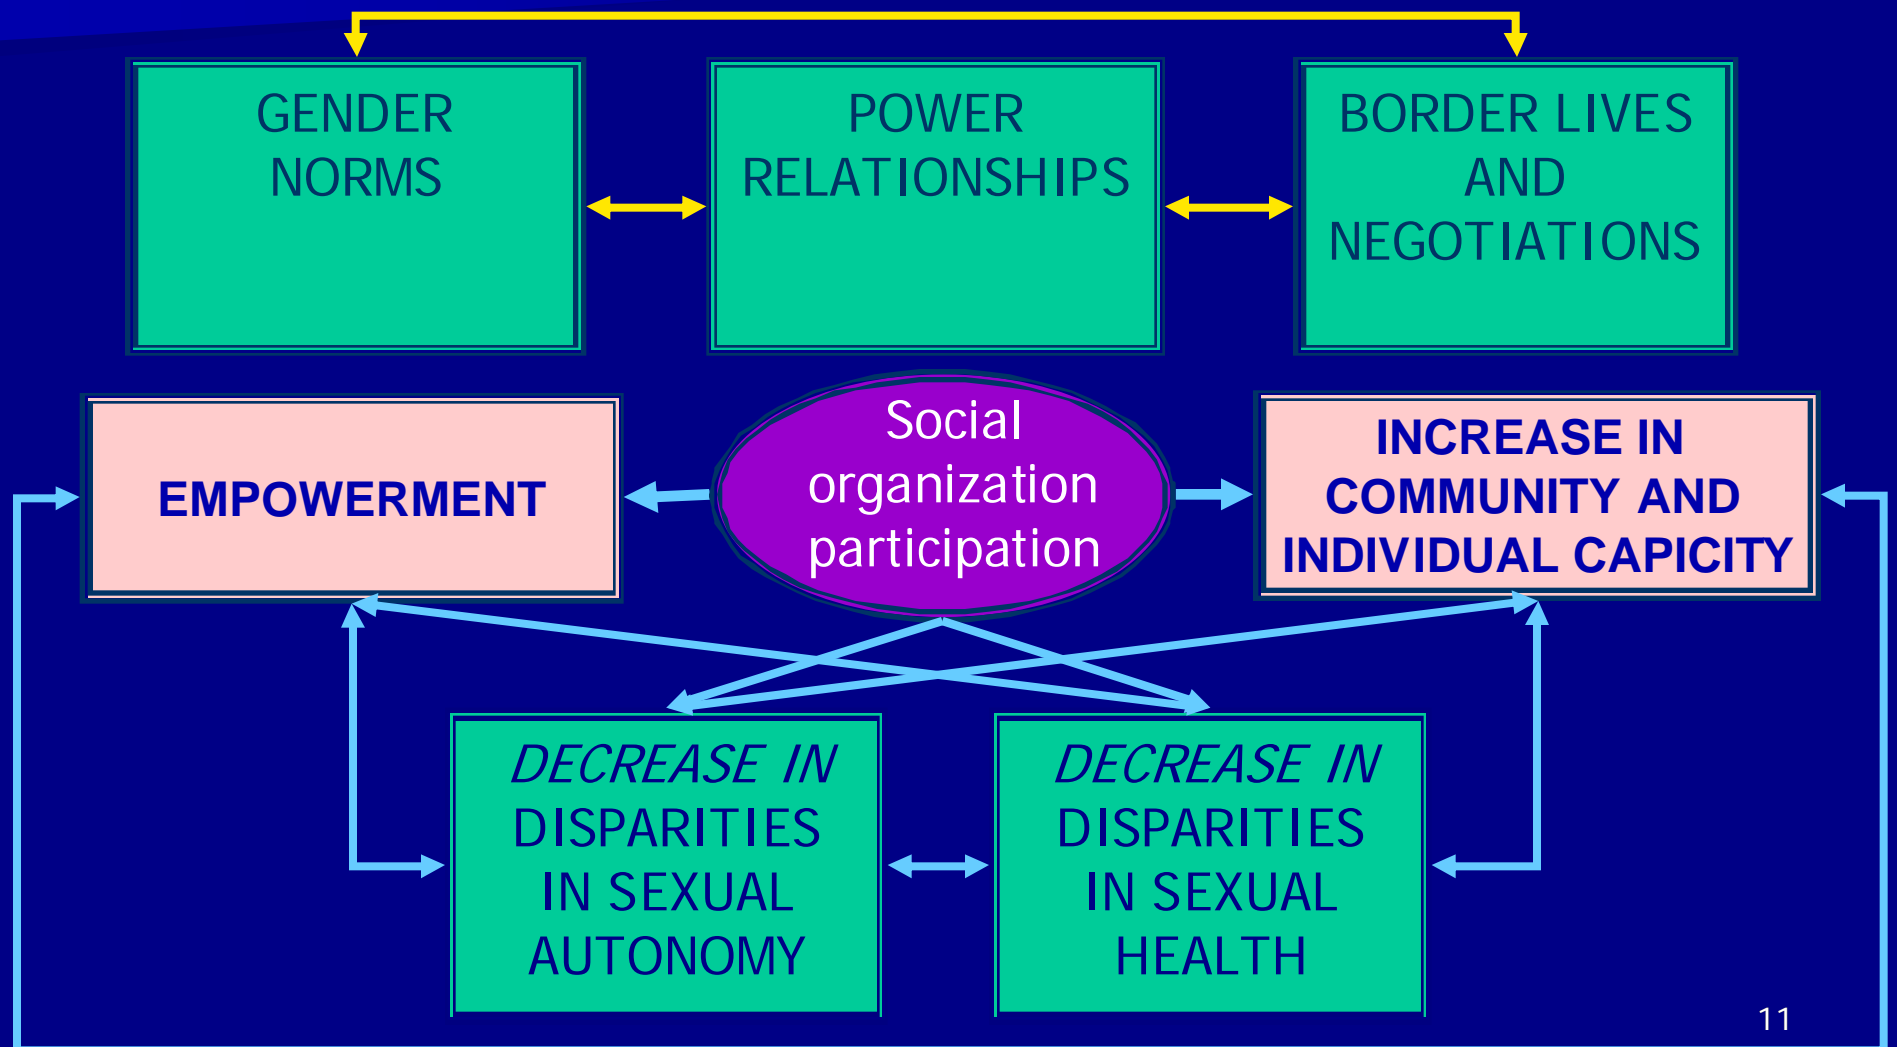 GENDER
NORMS
POWER
RELATIONSHIPS
BORDER LIVES
AND
NEGOTIATIONS
EMPOWERMENT
Social
organization
participation
INCREASE IN
COMMUNITY AND
INDIVIDUAL CAPICITY
DECREASE IN
DISPARITIES
IN SEXUAL
AUTONOMY
DECREASE IN
DISPARITIES
IN SEXUAL
HEALTH
11